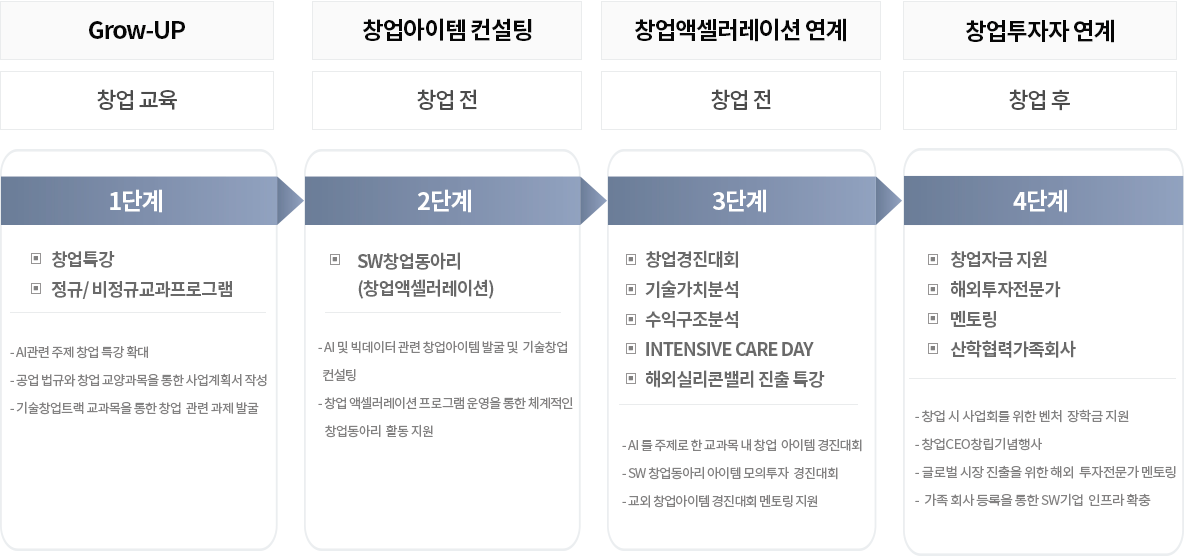 Grow-UP
창업 교육
1단계
창업특강
정규/ 비정규교과프로그램
- AI관련 주제 창업 특강 확대
- 공업 법규와 창업 교양과목을 통한 사업계획서 작성
- 기술창업트랙 교과목을 통한 창업 관련 과제 발굴
창업아이템 컨설팅
창업 전
2단계
SW창업동아리
(창업액셀러레이션)
- AI 및 빅데이터 관련 창업아이템 발굴 및 기술창업
컨설팅
- 창업 액셀러레이션 프로그램 운영을 통한 체계적인
창업동아리 활동 지원
창업액셀러레이션 연계
창업 전
3단계
창업경진대회
기술가치분석
수익구조분석
INTENSIVE CARE DAY
해외실리콘밸리 진출 특강
- AI 를 주제로 한 교과목 내 창업 아이템 경진대회
- SW 창업동아리 아이템 모의투자 경진대회
- 교외 창업아이템 경진대회 멘토링 지원
창업투자자 연계
창업 후
4단계
창업자금 지원
해외투자전문가
멘토링
산학협력가족회사
- 창업 시 사업회를 위한 벤처 장학금 지원
- 창업CEO창립기념행사
- 글로벌 시장 진출을 위한 해외 투자전문가 멘토링
- 가족 회사 등록을 통한 SW기업 인프라 확충